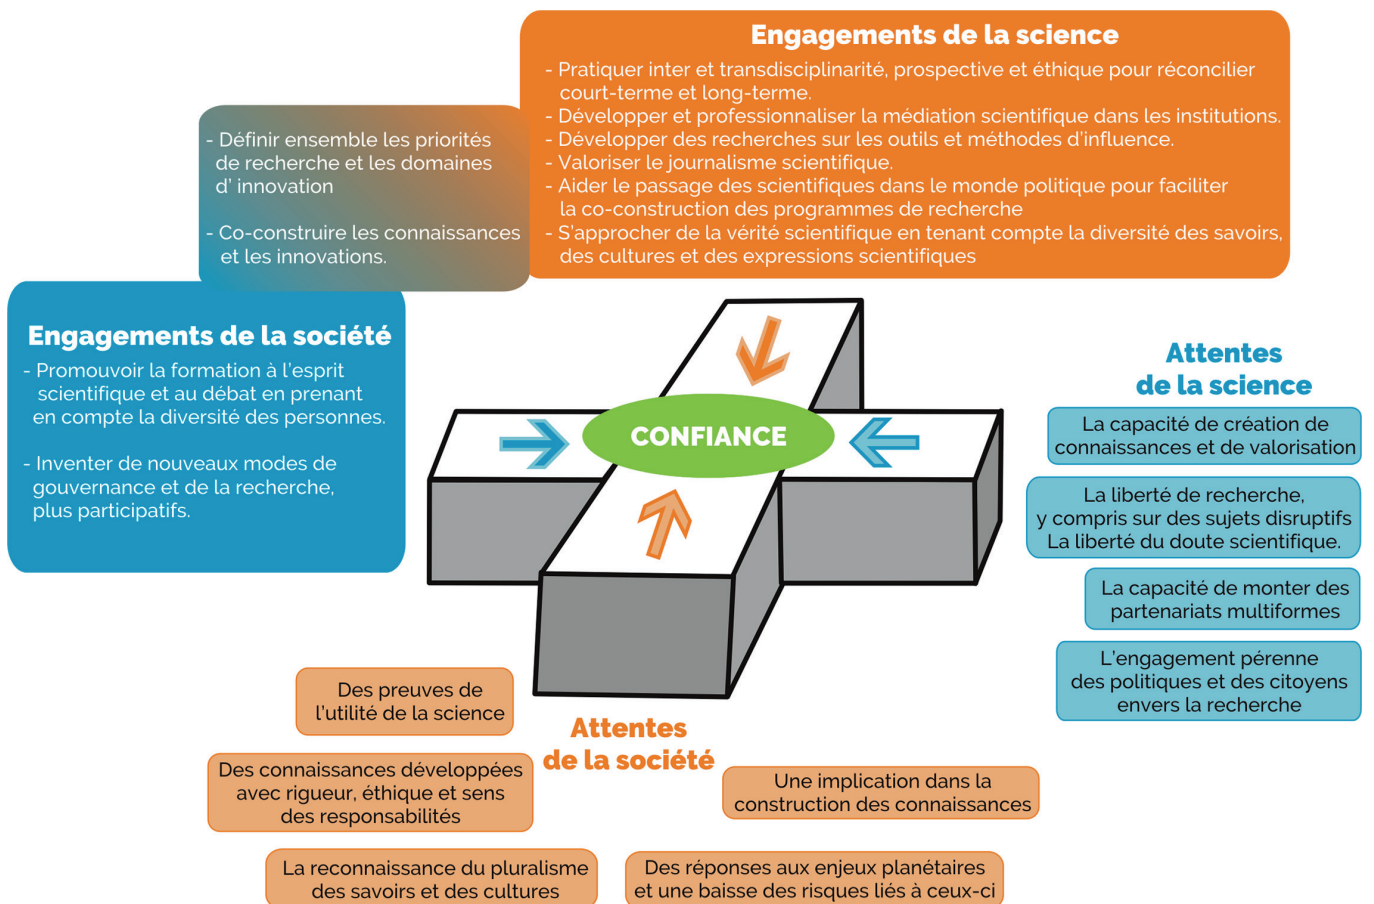 Engagements de la science
- Pratiquer inter et transdisciplinarité, prospective et éthique pour réconcilier
court-terme et long-terme.
- Développer et professionnaliser la médiation scientifique dans les institutions.
- Développer des recherches sur les outils et méthodes d'influence.
- Valoriser le journalisme scientifique.
- Aider le passage des scientifiques dans le monde politique pour faciliter
la co-construction des programmes de recherche
- S'approcher de la vérité scientifique en tenant compte la diversité des savoirs,
des cultures et des expressions scientifiques
- Définir ensemble les priorités
de recherche et les domaines
d' innovation
- Co-construire les connaissances
et les innovations.
Engagements de la société
- Promouvoir la formation à l'esprit
scientifique et au débat en prenant
en compte la diversité des personnes.
- Inventer de nouveaux modes de
gouvernance et de la recherche,
plus participatifs.
CONFIANCE
Attentes
de la science
La capacité de création de
connaissances et de valorisation
La liberté de recherche,
y compris sur des sujets disruptifs
La liberté du doute scientifique.
La capacité de monter des
partenariats multiformes
L'engagement pérenne
des politiques et des citoyens
envers la recherche
Attentes
de la société
Des preuves de
l'utilité de la science
Des connaissances développées
avec rigueur, éthique et sens
des responsabilités
Une implication dans la
construction des connaissances
La reconnaissance du pluralisme
des savoirs et des cultures
Des réponses aux enjeux planétaires
et une baisse des risques liés à ceux-ci